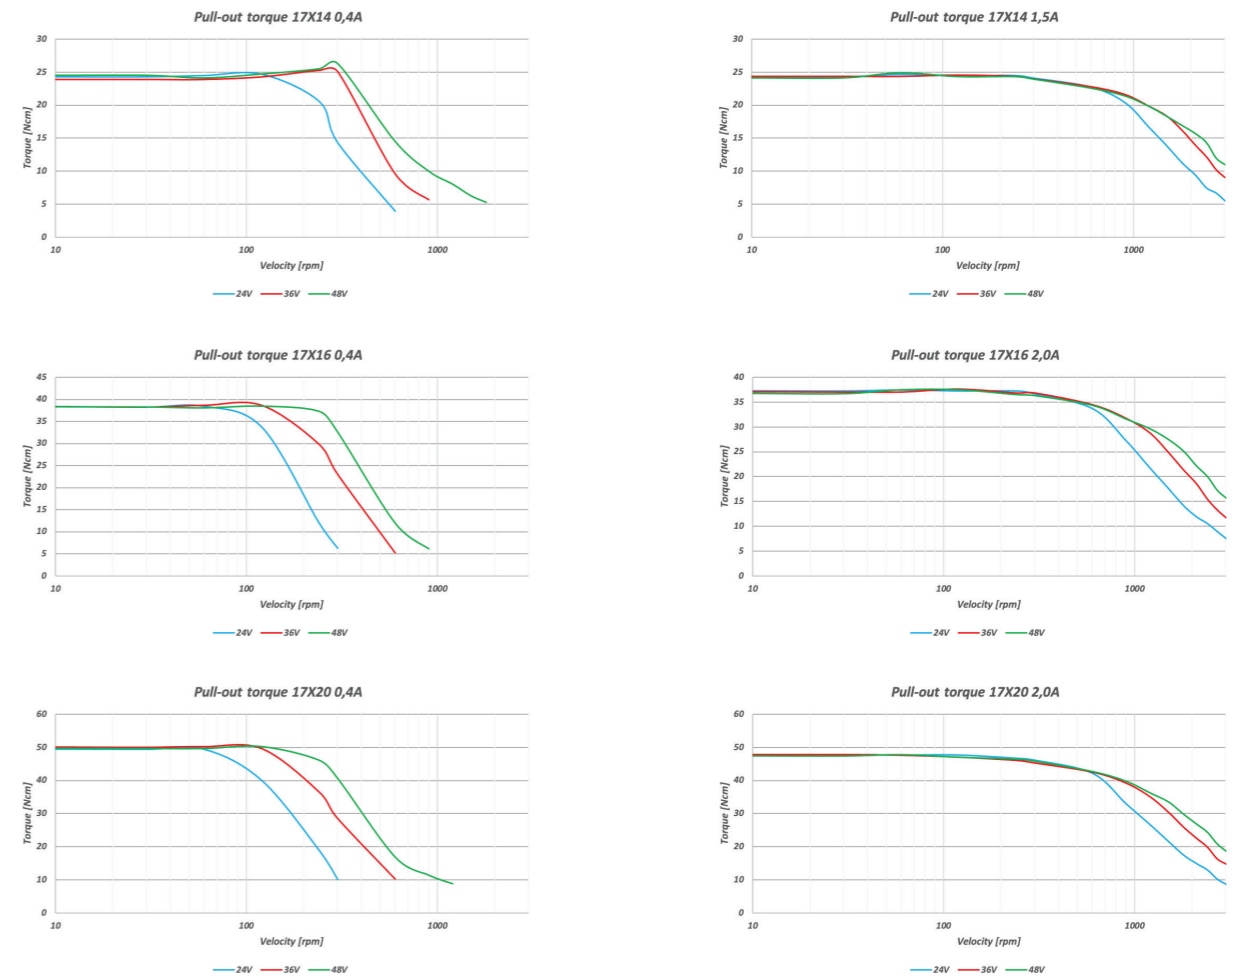 Pull-out torque 17X14 0,4A
30
25
20
15
10
5
0
Torque [Ncm]
10 100 1000
Velocity [rpm]
24V 36V 48V
Pull-out torque 17X14 1,5A
30
25
20
15
10
5
0
Torque [Ncm]
10 100 1000
Velocity [rpm]
24V 36V 48V
Pull-out torque 17X16 0,4A
45
40
35
30
25
20
15
10
5
0
Torque [Ncm]
10 100 1000
Velocity [rpm]
24V 36V 48V
Pull-out torque 17X16 2,0A
40
35
30
25
20
15
10
5
0
Torque [Ncm]
10 100 1000
Velocity [rpm]
24V 36V 48V
Pull-out torque 17X20 0,4A
60
50
40
30
20
10
0
Torque [Ncm]
10 100 1000
Velocity [rpm]
24V 36V 48V
Pull-out torque 17X20 2,0A
60
50
40
30
20
10
0
Torque [Ncm]
10 100 1000
Velocity [rpm]
24V 36V 48V